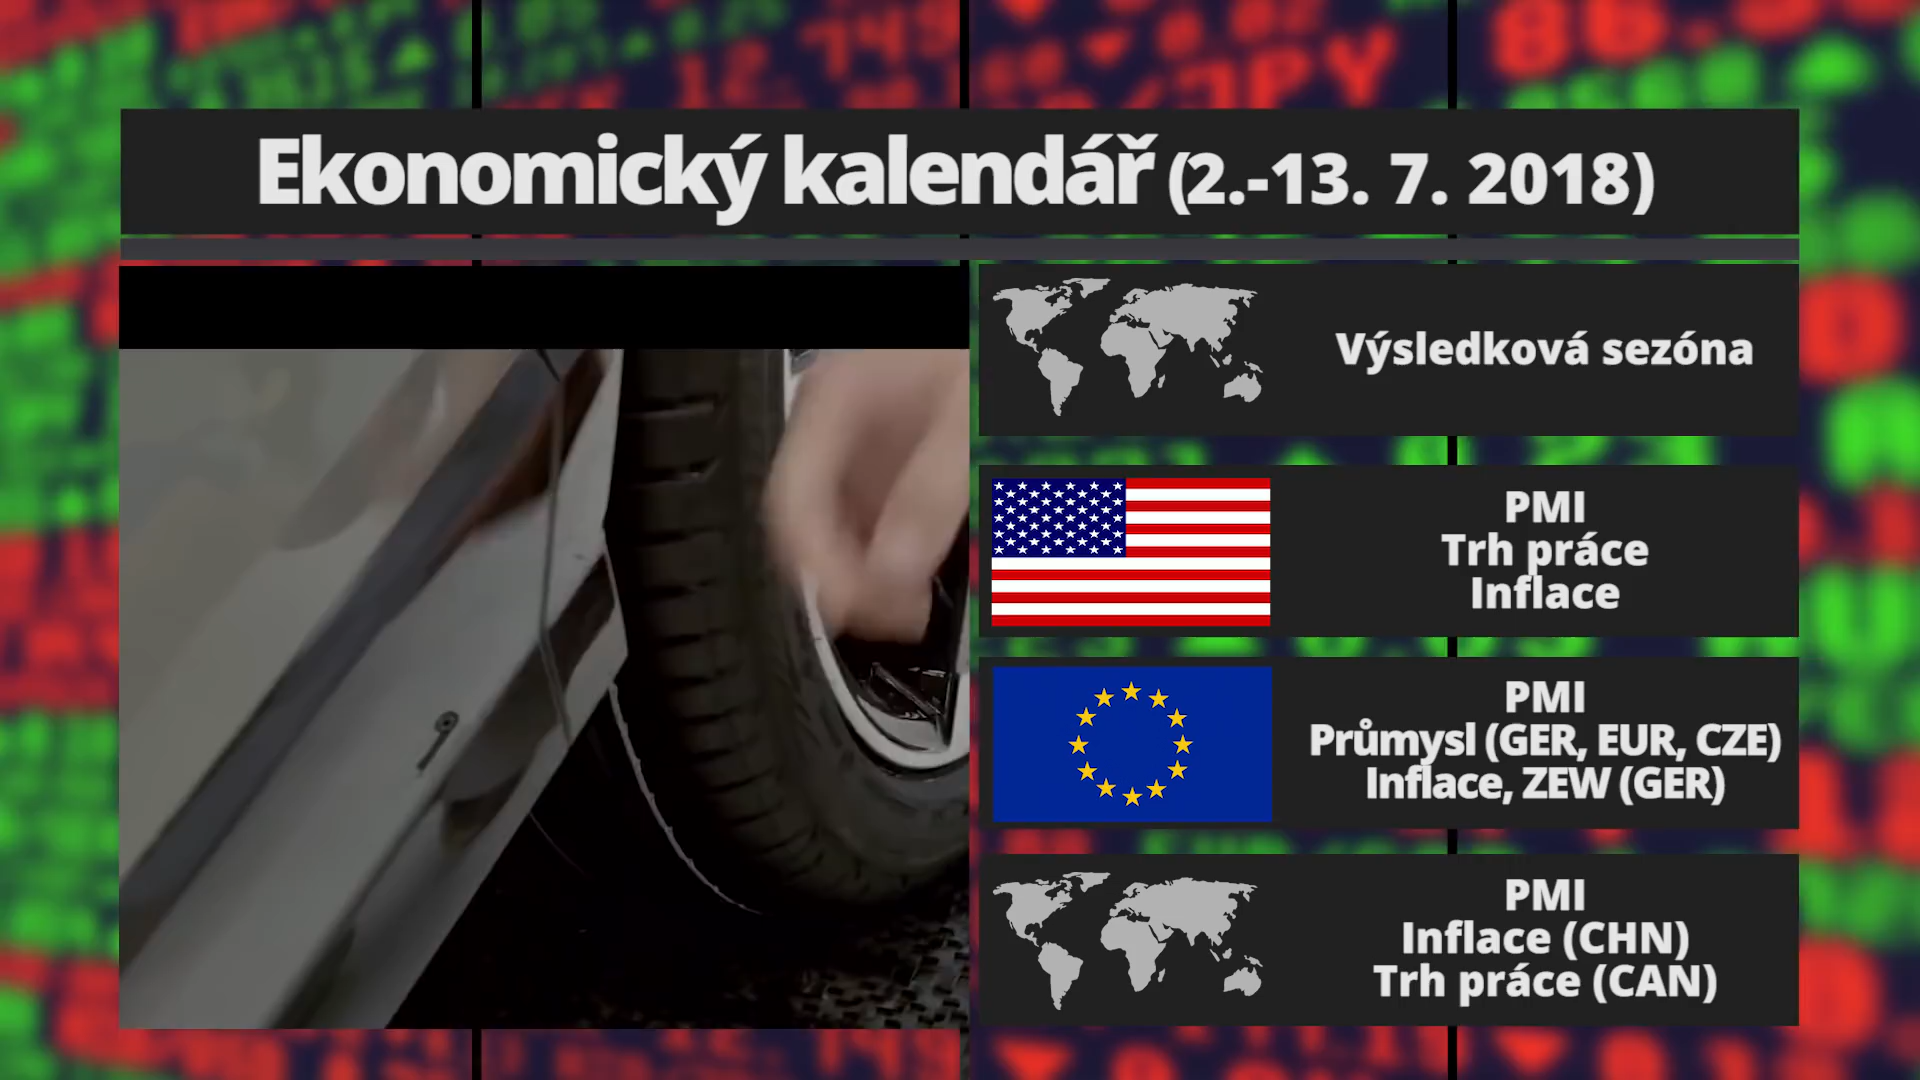 Ekonomický kalendář (2.-13. 7. 2018)
Výsledková sezóna
PMI
Trh práce
Inflace
PMI
Průmysl (GER, EUR, CZE)
Inflace, ZEW (GER)
PMI
Inflace (CHN)
Trh práce (CAN)